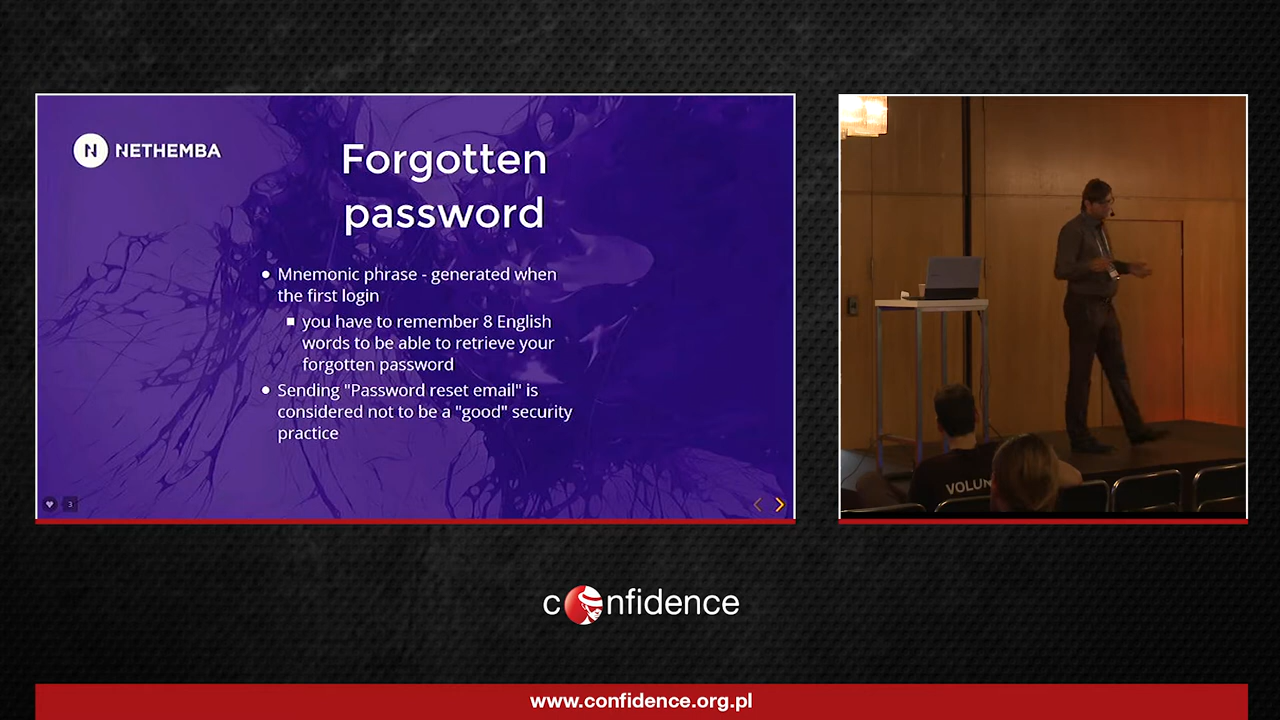 NETHEMBA
Forgotten
password
Mnemonic phrase - generated when
the first login
you have to remember 8 English
words to be able to retrieve your
forgotten password
Sending "Password reset email" is
considered not to be a "good" security
practice
3
VOLUN
confidence
www.confidence.org.pl